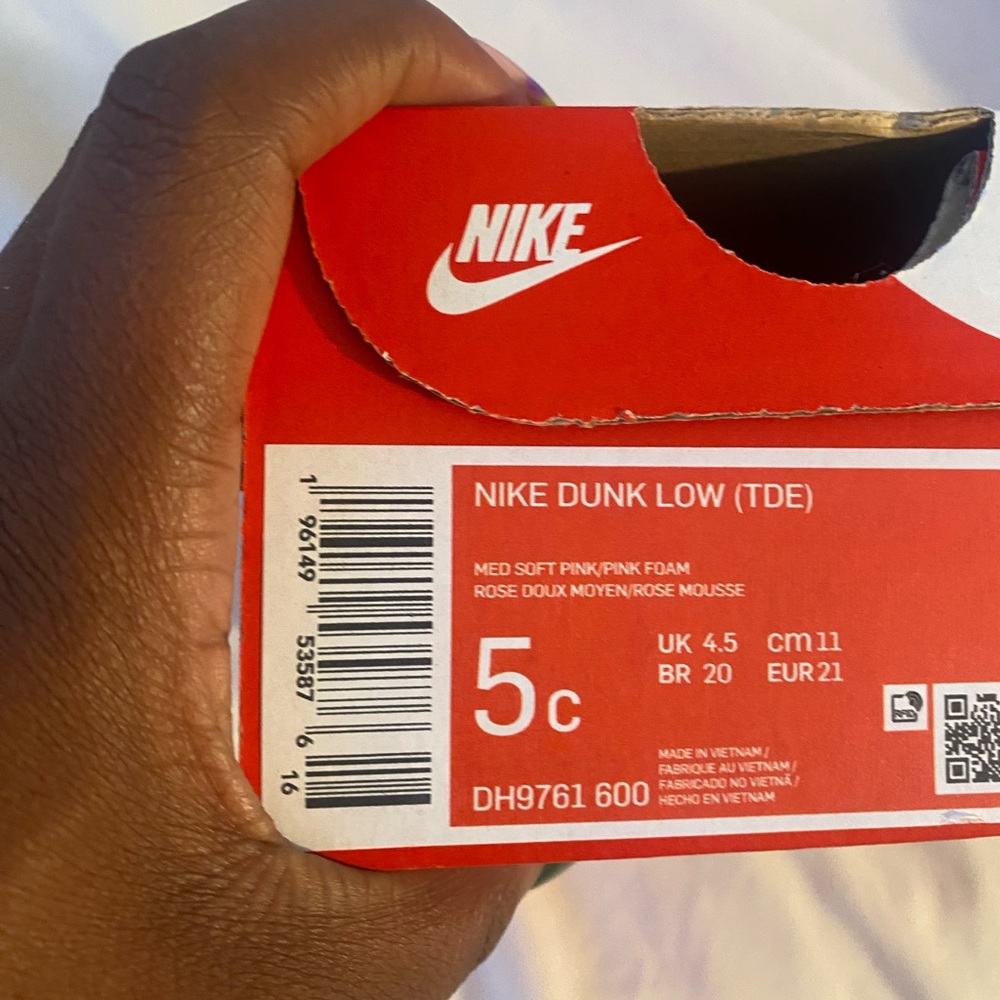 NIKE
NIKE DUNK LOW (TDE)
MED SOFT PINK/PINK FOAM
ROSE DOUX MOYEN/ROSE MOUSSE
5c
UK 4.5 cm 11
BR 20 EUR 21
MADE IN VIETNAM /
FABRIQUE AU VIETNAM /
FABRICADO NO VIETNÃ /
HECHO EN VIETNAM
DH9761 600
RFID
1 96149 53587 6 16